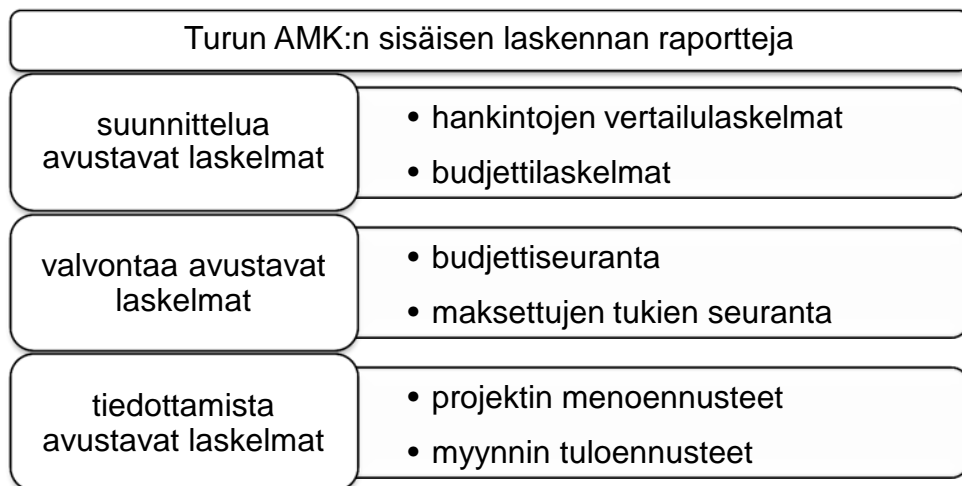 Turun AMK:n sisäisen laskennan raportteja
suunnittelua
avustavat laskelmat
• hankintojen vertailulaskelmat
• budjettilaskelmat
valvontaa avustavat
laskelmat
• budjettiseuranta
• maksettujen tukien seuranta
tiedottamista
avustavat laskelmat
• projektin menoennusteet
• myynnin tuloennusteet